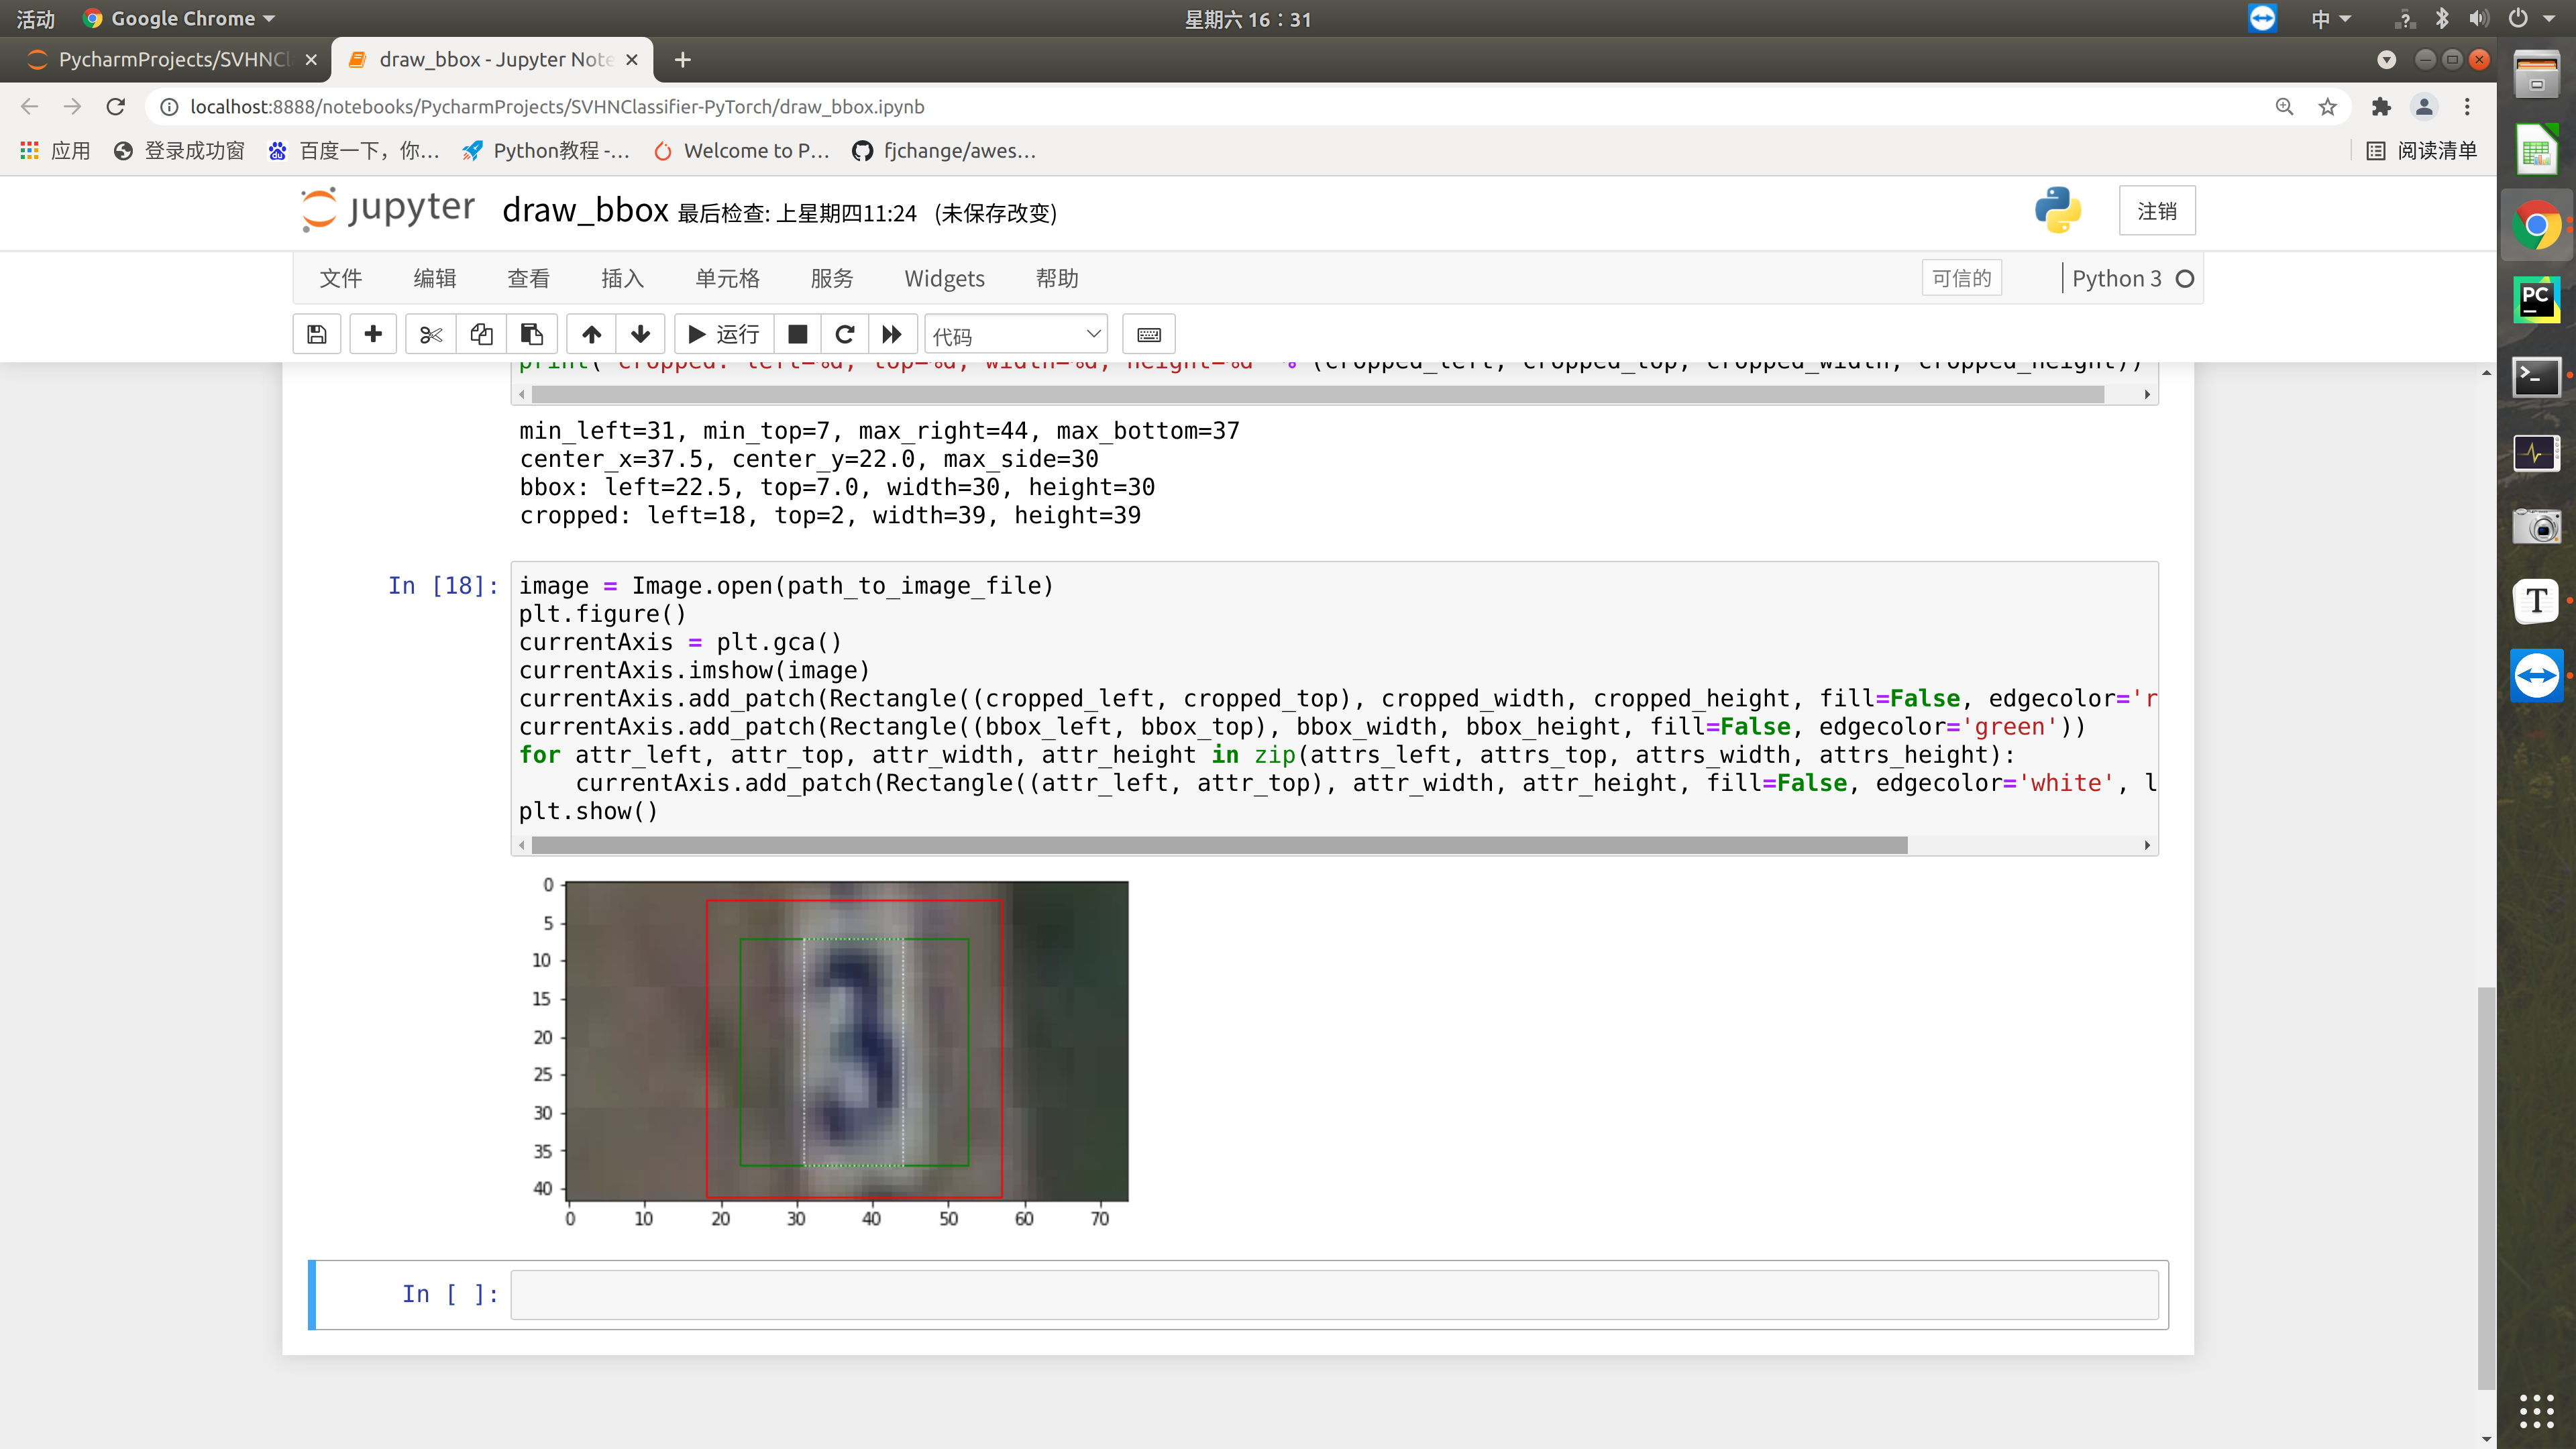 活动 Google Chrome 星期六 16：31 中
PycharmProjects/SVHNCl draw_bbox - Jupyter Note
localhost:8888/notebooks/PycharmProjects/SVHNClassifier-PyTorch/draw_bbox.ipynb
应用 登录成功窗 百度一下，你... Python教程 -... Welcome to P... fjchange/awes... 阅读清单
jupyter draw_bbox 最后检查: 上星期四11:24 (未保存改变) 注销
文件 编辑 查看 插入 单元格 服务 Widgets 帮助 可信的 Python 3
运行 代码
print("cropped: left=%d, top=%d, width=%d, height=%d" % (cropped_left, cropped_top, cropped_width, cropped_height))
min_left=31, min_top=7, max_right=44, max_bottom=37
center_x=37.5, center_y=22.0, max_side=30
bbox: left=22.5, top=7.0, width=30, height=30
cropped: left=18, top=2, width=39, height=39
In [18]:
image = Image.open(path_to_image_file)
plt.figure()
currentAxis = plt.gca()
currentAxis.imshow(image)
currentAxis.add_patch(Rectangle((cropped_left, cropped_top), cropped_width, cropped_height, fill=False, edgecolor='r
currentAxis.add_patch(Rectangle((bbox_left, bbox_top), bbox_width, bbox_height, fill=False, edgecolor='green'))
for attr_left, attr_top, attr_width, attr_height in zip(attrs_left, attrs_top, attrs_width, attrs_height):
    currentAxis.add_patch(Rectangle((attr_left, attr_top), attr_width, attr_height, fill=False, edgecolor='white', l
plt.show()
0
5
10
15
20
25
30
35
40
0 10 20 30 40 50 60 70
3
In [ ]:
PC
T